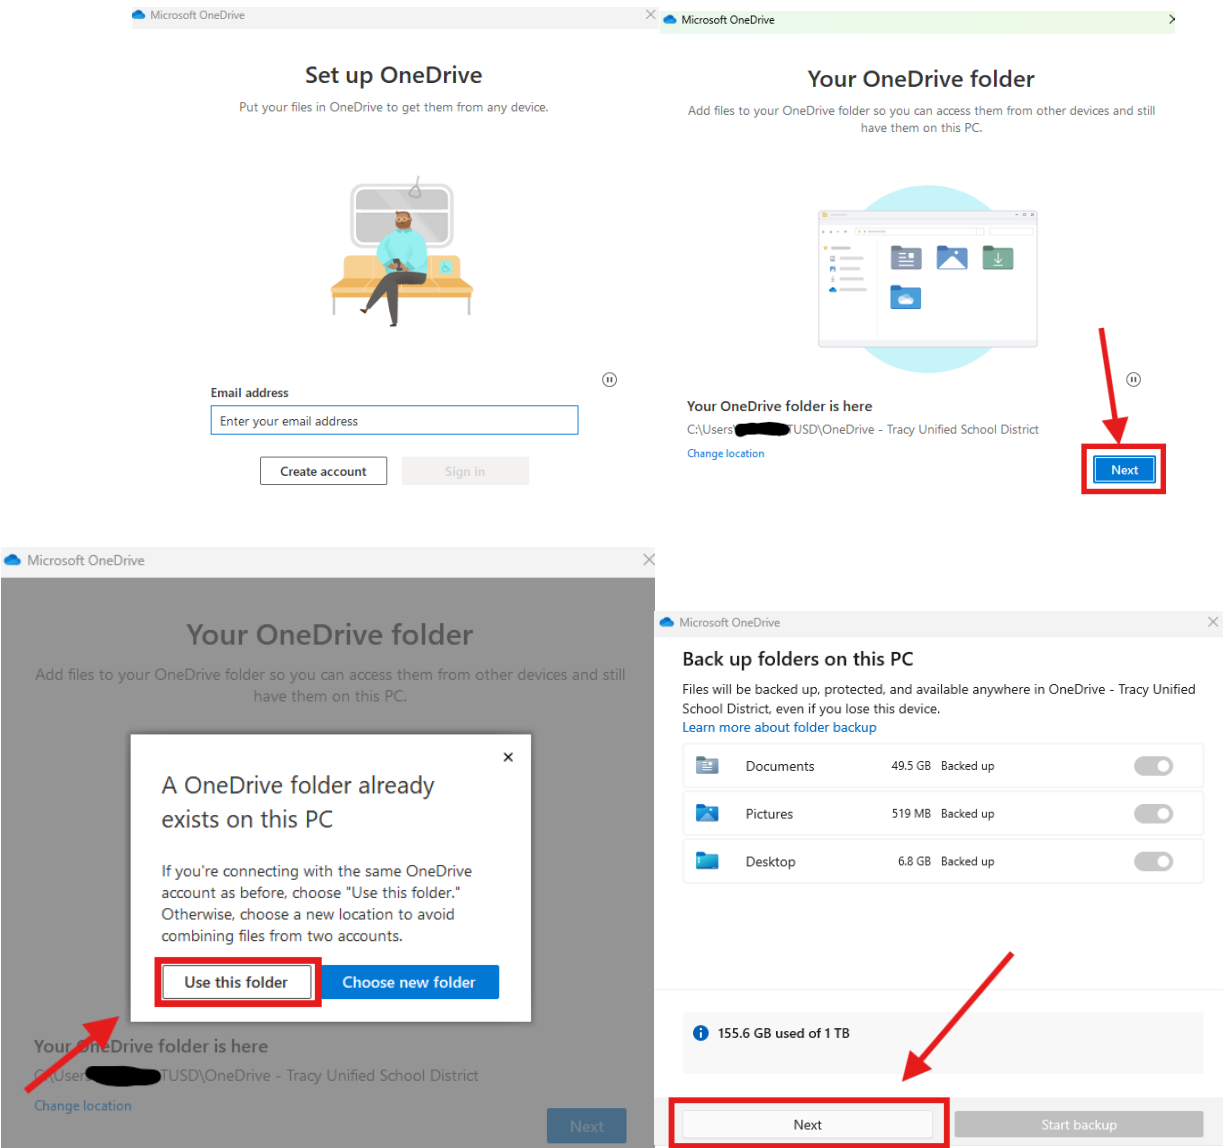 Microsoft OneDrive
Set up OneDrive
Put your files in OneDrive to get them from any device.
Email address
Enter your email address
Create account
Sign in
Microsoft OneDrive
Your OneDrive folder
Add files to your OneDrive folder so you can access them from other devices and still
have them on this PC.
Your OneDrive folder is here
C:\Users\ TUSD\OneDrive - Tracy Unified School District
Change location
Next
Microsoft OneDrive
Your OneDrive folder
Add files to your OneDrive folder so you can access them from other devices and still
have them on this PC.
A OneDrive folder already
exists on this PC
If you're connecting with the same OneDrive
account as before, choose "Use this folder."
Otherwise, choose a new location to avoid
combining files from two accounts.
Use this folder
Choose new folder
Your OneDrive folder is here
C:\Users TUSD\OneDrive - Tracy Unified School District
Change location
Next
Microsoft OneDrive
Back up folders on this PC
Files will be backed up, protected, and available anywhere in OneDrive - Tracy Unified
School District, even if you lose this device.
Learn more about folder backup
Documents 49.5 GB Backed up
Pictures 519 MB Backed up
Desktop 6.8 GB Backed up
155.6 GB used of 1 TB
Next
Start backup